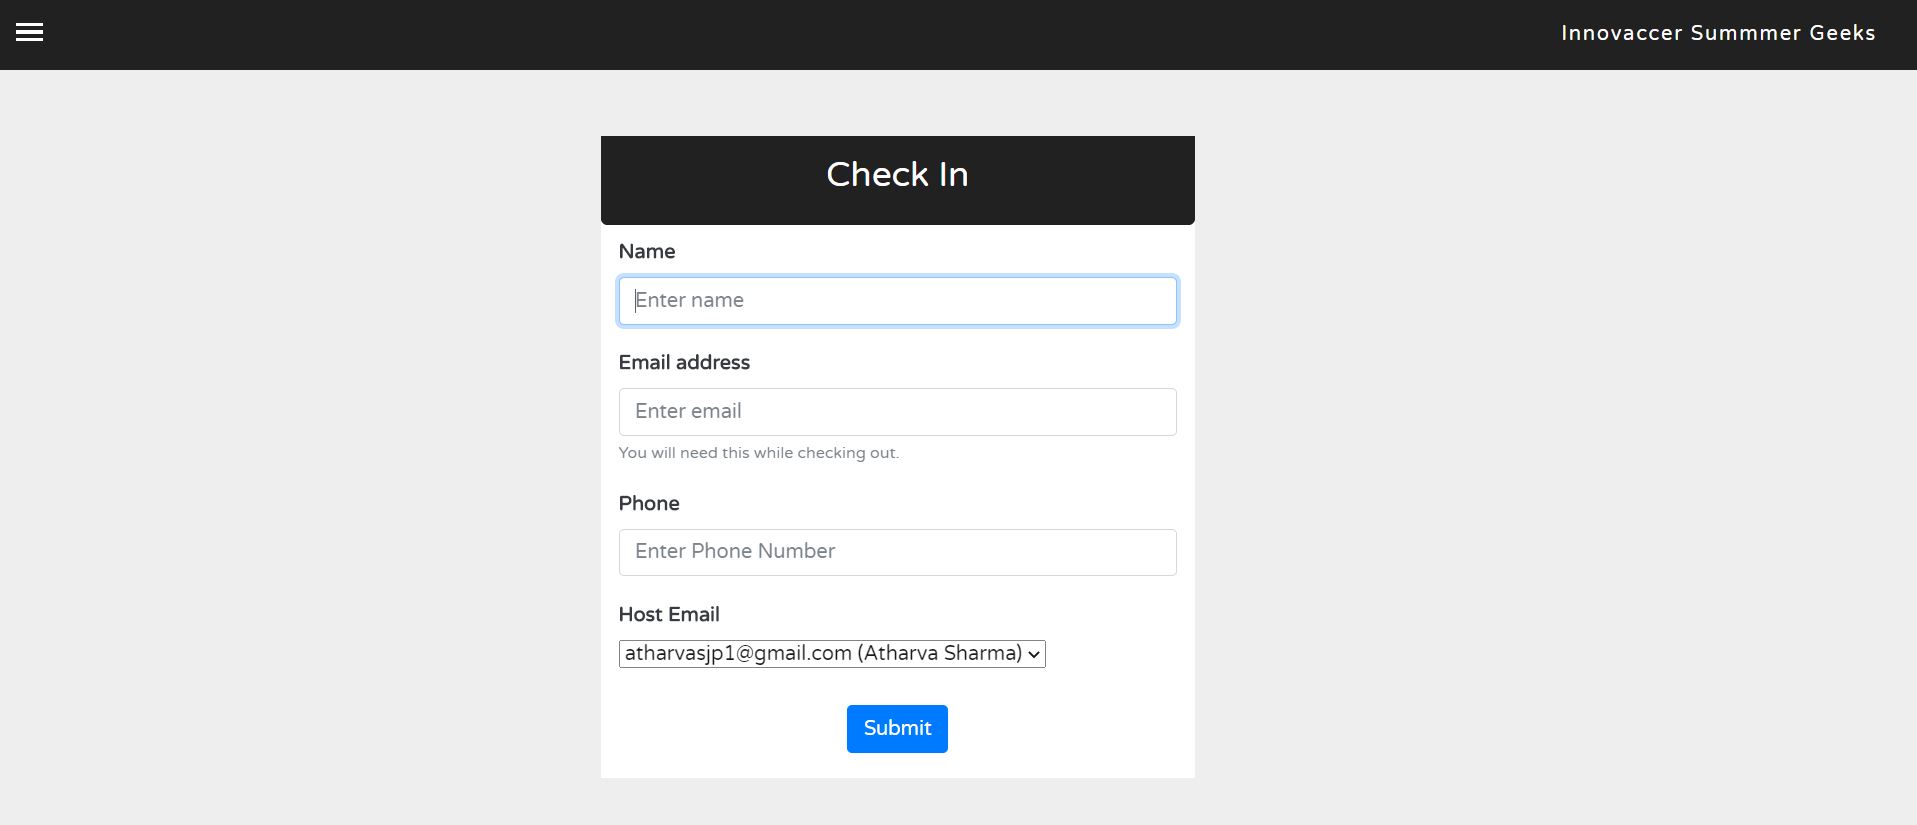 Innovaccer Summmer Geeks
Check In
Name
Enter name
Email address
Enter email
You will need this while checking out.
Phone
Enter Phone Number
Host Email
atharvasjp1@gmail.com (Atharva Sharma)
Submit